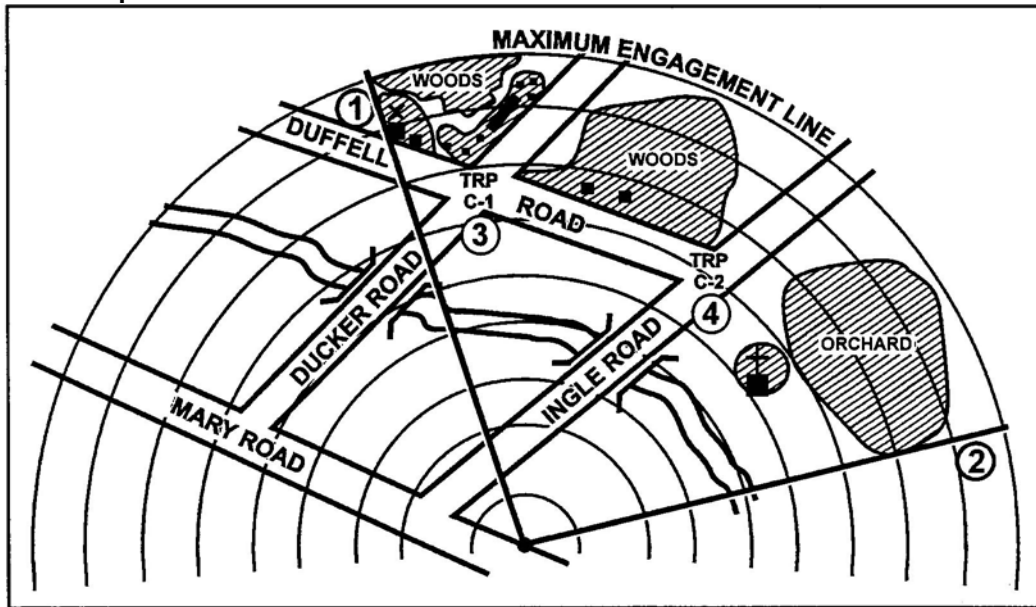 MAXIMUM ENGAGEMENT LINE
WOODS
1
DUFFELL
WOODS
TRP
C-1
ROAD
3
TRP
C-2
4
DUCKER ROAD
INGLE ROAD
ORCHARD
MARY ROAD
2